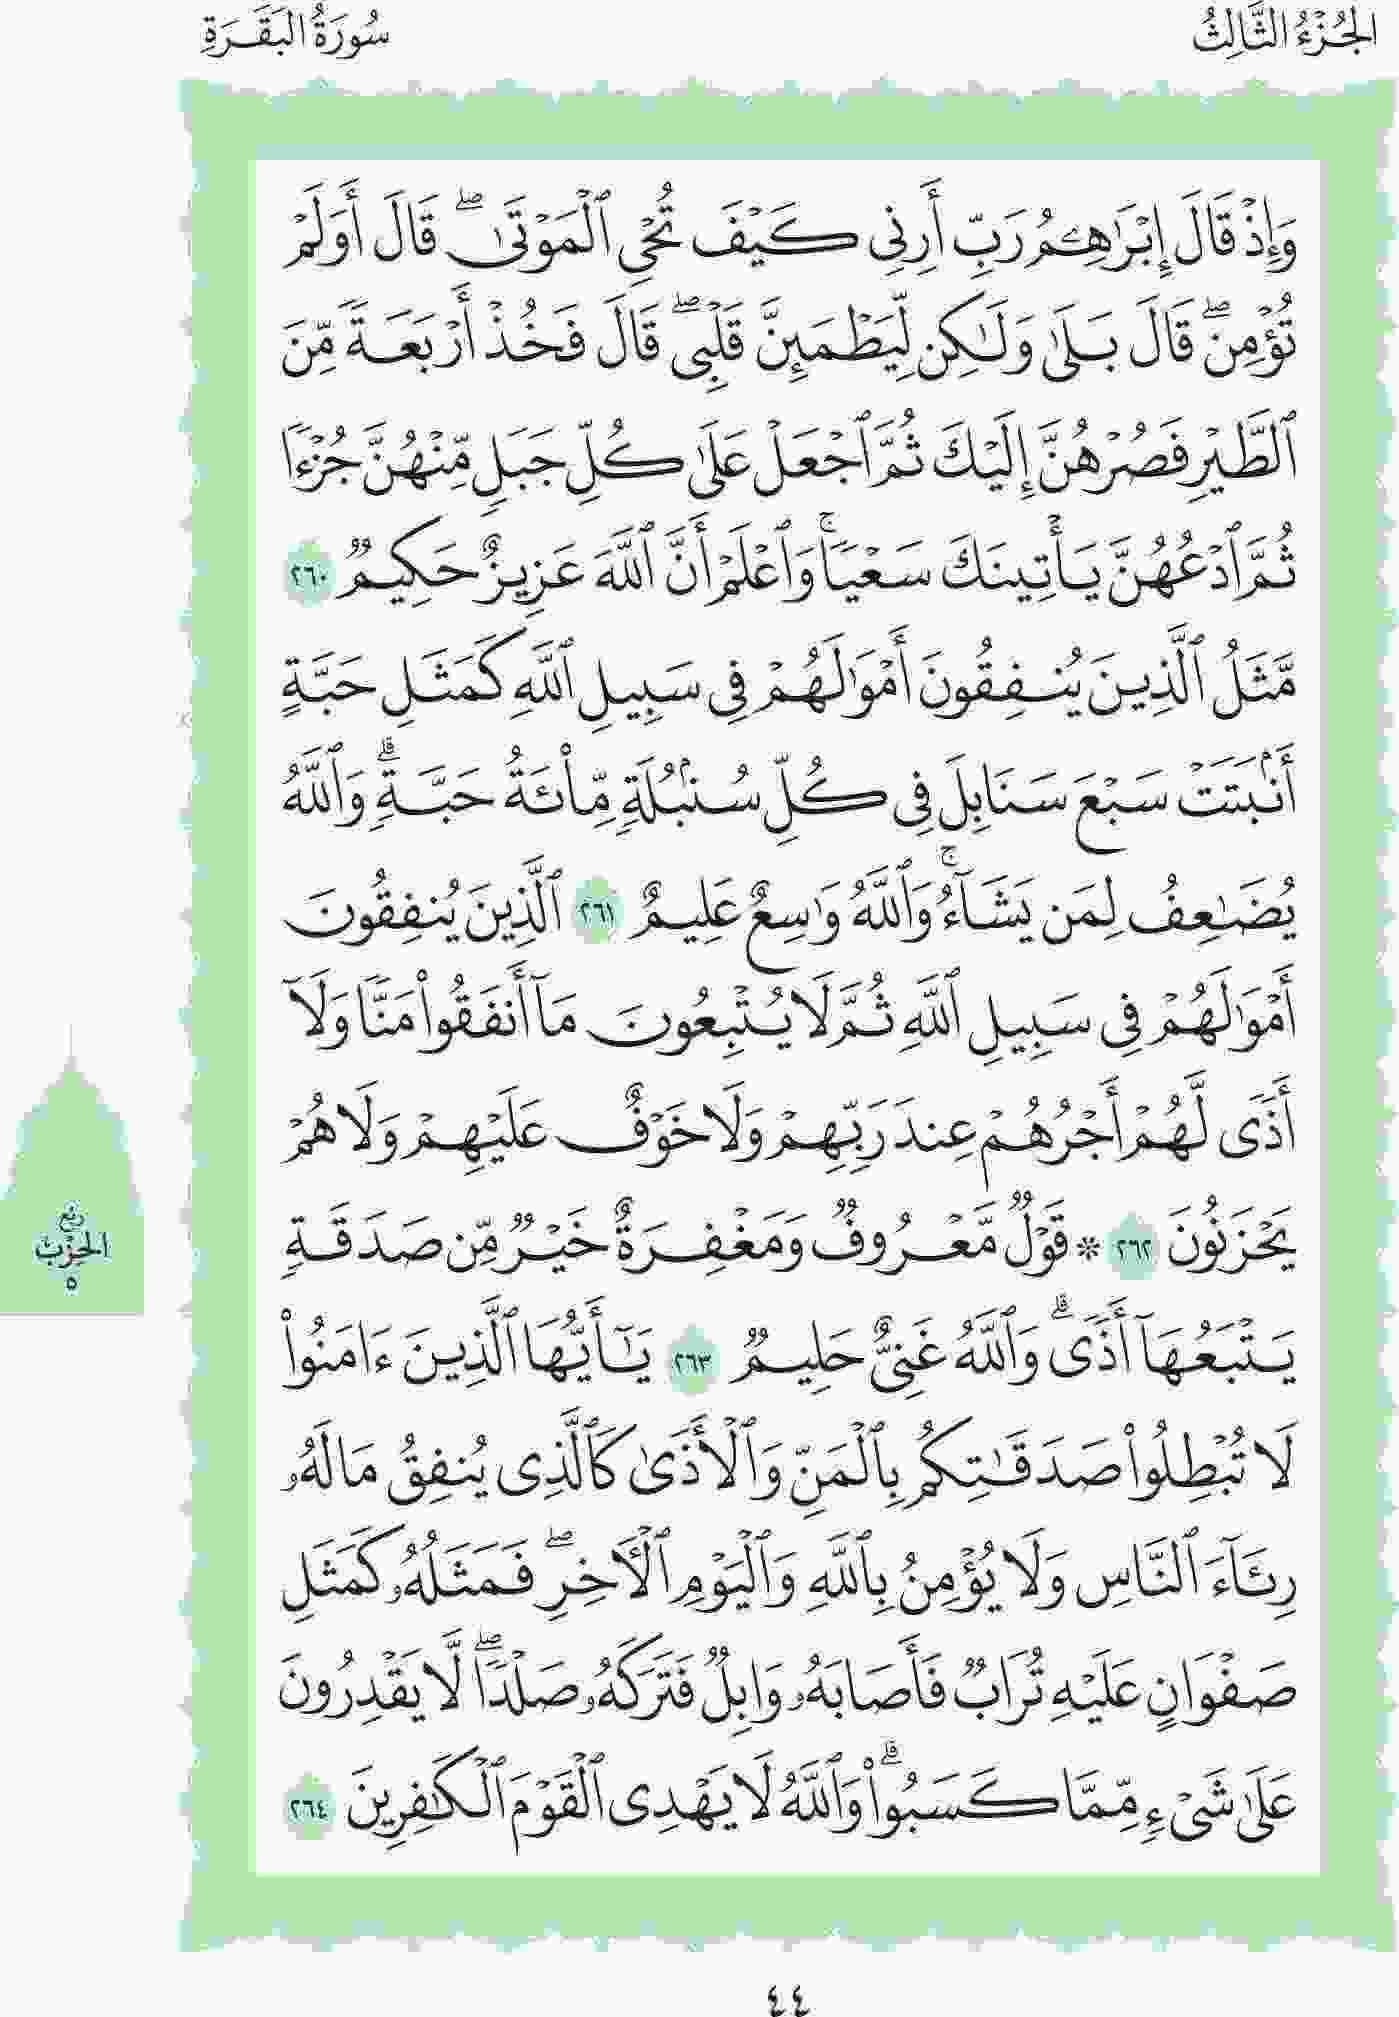 الجُزْءُ الثَّالِثُ
سُورَةُ البَقَرَةِ
وَإِذۡ قَالَ إِبۡرَٰهِـۧمُ رَبِّ أَرِنِي كَيۡفَ تُحۡيِ ٱلۡمَوۡتَىٰۖ قَالَ أَوَلَمۡ
تُؤۡمِنۖ قَالَ بَلَىٰ وَلَٰكِن لِّيَطۡمَئِنَّ قَلۡبِيۖ قَالَ فَخُذۡ أَرۡبَعَةٗ مِّنَ
ٱلطَّيۡرِ فَصُرۡهُنَّ إِلَيۡكَ ثُمَّ ٱجۡعَلۡ عَلَىٰ كُلِّ جَبَلٖ مِّنۡهُنَّ جُزۡءٗا
ثُمَّ ٱدۡعُهُنَّ يَأۡتِينَكَ سَعۡيٗاۚ وَٱعۡلَمۡ أَنَّ ٱللَّهَ عَزِيزٌ حَكِيمٞ ٢٦٠
مَّثَلُ ٱلَّذِينَ يُنفِقُونَ أَمۡوَٰلَهُمۡ فِي سَبِيلِ ٱللَّهِ كَمَثَلِ حَبَّةٍ
أَنۢبَتَتۡ سَبۡعَ سَنَابِلَ فِي كُلِّ سُنۢبُلَةٖ مِّاْئَةُ حَبَّةٖۗ وَٱللَّهُ
يُضَٰعِفُ لِمَن يَشَآءُۚ وَٱللَّهُ وَٰسِعٌ عَلِيمٌ ٢٦١ ٱلَّذِينَ يُنفِقُونَ
أَمۡوَٰلَهُمۡ فِي سَبِيلِ ٱللَّهِ ثُمَّ لَا يُتۡبِعُونَ مَآ أَنفَقُواْ مَنّٗا وَلَآ
أَذٗى لَّهُمۡ أَجۡرُهُمۡ عِندَ رَبِّهِمۡ وَلَا خَوۡفٌ عَلَيۡهِمۡ وَلَا هُمۡ
يَحۡزَنُونَ ٢٦٢ ۞ قَوۡلٞ مَّعۡرُوفٞ وَمَغۡفِرَةٌ خَيۡرٞ مِّن صَدَقَةٖ
يَتۡبَعُهَآ أَذٗىۗ وَٱللَّهُ غَنِيٌّ حَلِيمٞ ٢٦٣ يَٰٓأَيُّهَا ٱلَّذِينَ ءَامَنُواْ
لَا تُبۡطِلُواْ صَدَقَٰتِكُم بِٱلۡمَنِّ وَٱلۡأَذَىٰ كَٱلَّذِي يُنفِقُ مَالَهُۥ
رِئَآءَ ٱلنَّاسِ وَلَا يُؤۡمِنُ بِٱللَّهِ وَٱلۡيَوۡمِ ٱلۡأٓخِرِۖ فَمَثَلُهُۥ كَمَثَلِ
صَفۡوَانٍ عَلَيۡهِ تُرَابٞ فَأَصَابَهُۥ وَابِلٞ فَتَرَكَهُۥ صَلۡدٗاۖ لَّا يَقۡدِرُونَ
عَلَىٰ شَيۡءٖ مِّمَّا كَسَبُواْۗ وَٱللَّهُ لَا يَهۡدِي ٱلۡقَوۡمَ ٱلۡكَٰفِرِينَ ٢٦٤
رُبْع
الحِزْبِ
٥
٤٤